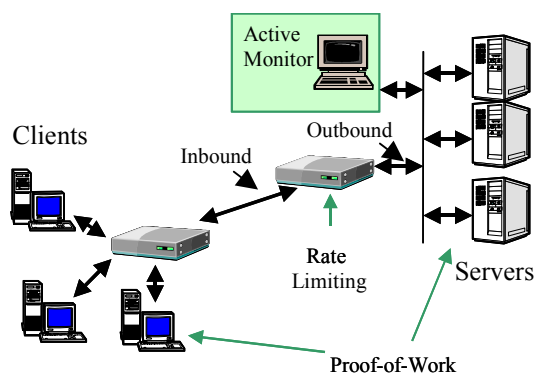 Active
Monitor
Clients
Inbound
Outbound
Rate
Limiting
Servers
Proof-of-Work